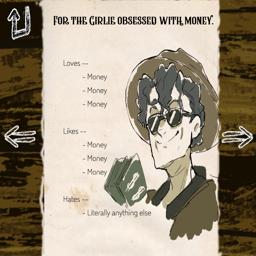 For the Girlie obsessed with money.
Loves --
- Money
- Money
- Money
Likes --
- Money
- Money
- Money
Hates --
- Literally anything else